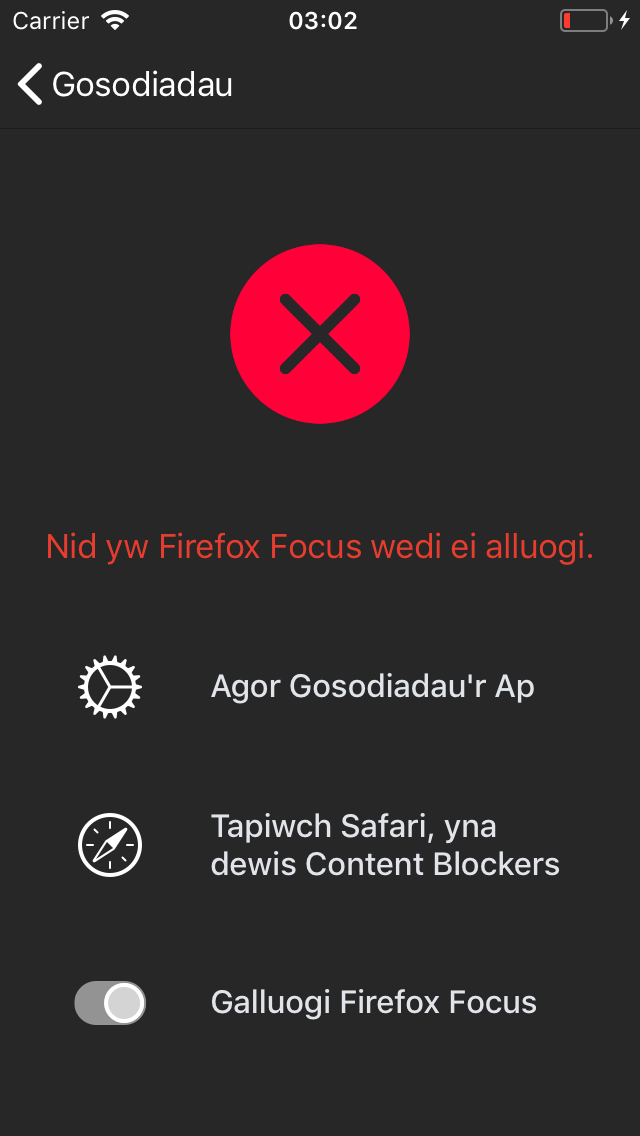 Carrier 03:02
Gosodiadau
Nid yw Firefox Focus wedi ei alluogi.
Agor Gosodiadau'r Ap
Tapiwch Safari, yna
dewis Content Blockers
Galluogi Firefox Focus